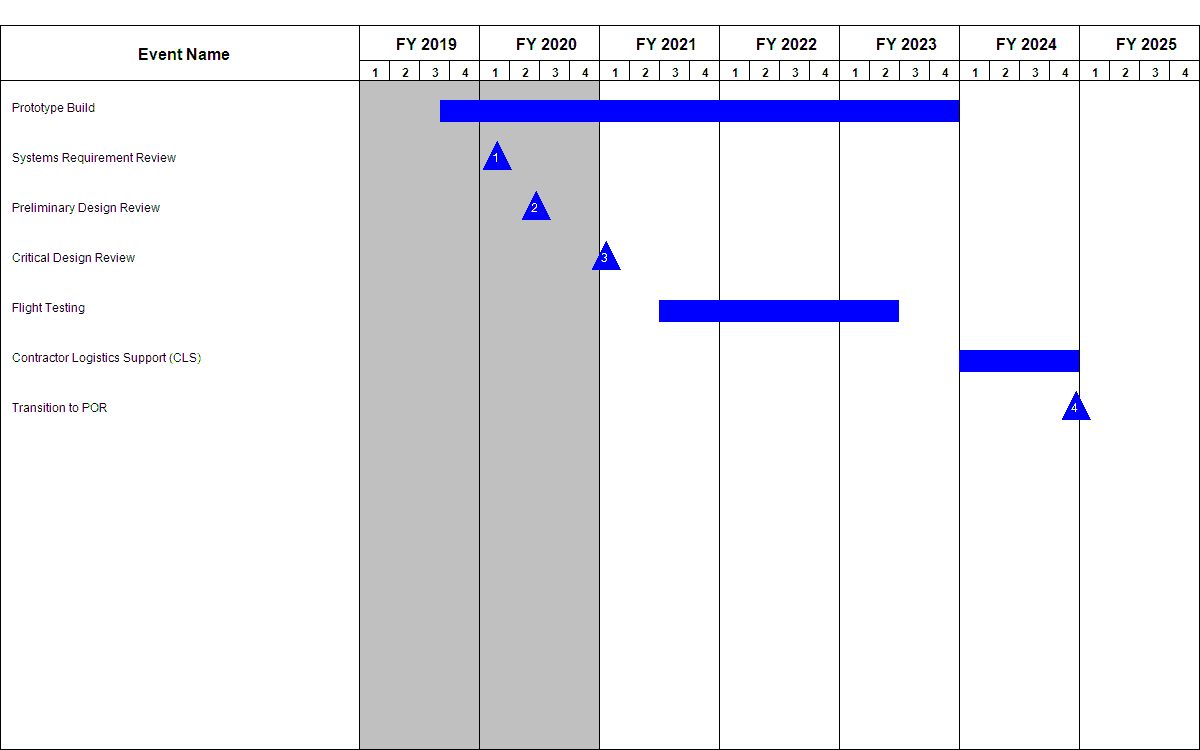 Event Name FY 2019 FY 2020 FY 2021 FY 2022 FY 2023 FY 2024 FY 2025
1 2 3 4 1 2 3 4 1 2 3 4 1 2 3 4 1 2 3 4 1 2 3 4 1 2 3 4
Prototype Build
Systems Requirement Review 1
Preliminary Design Review 2
Critical Design Review 3
Flight Testing
Contractor Logistics Support (CLS)
Transition to POR 4